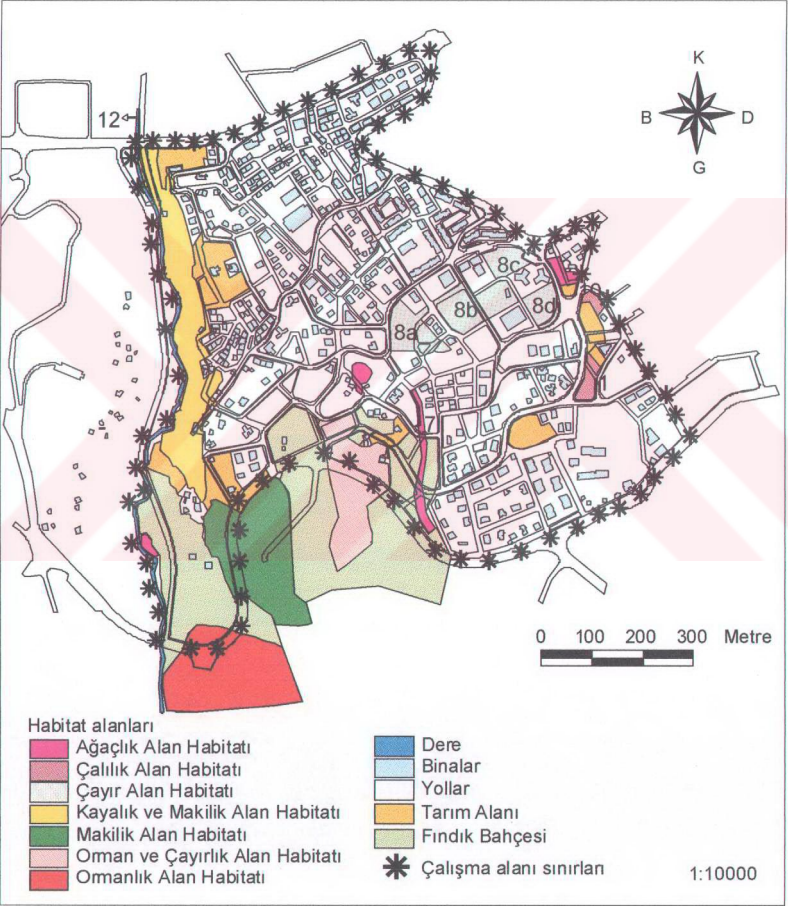 K
B D
G
12
8c
8b
8d
8a
0 100 200 300 Metre
Habitat alanları
Ağaçlık Alan Habitatı
Çalılık Alan Habitatı
Çayır Alan Habitatı
Kayalık ve Makilik Alan Habitatı
Makilik Alan Habitatı
Orman ve Çayırlık Alan Habitatı
Ormanlık Alan Habitatı
Dere
Binalar
Yollar
Tarım Alanı
Fındık Bahçesi
Çalışma alanı sınırları
1:10000